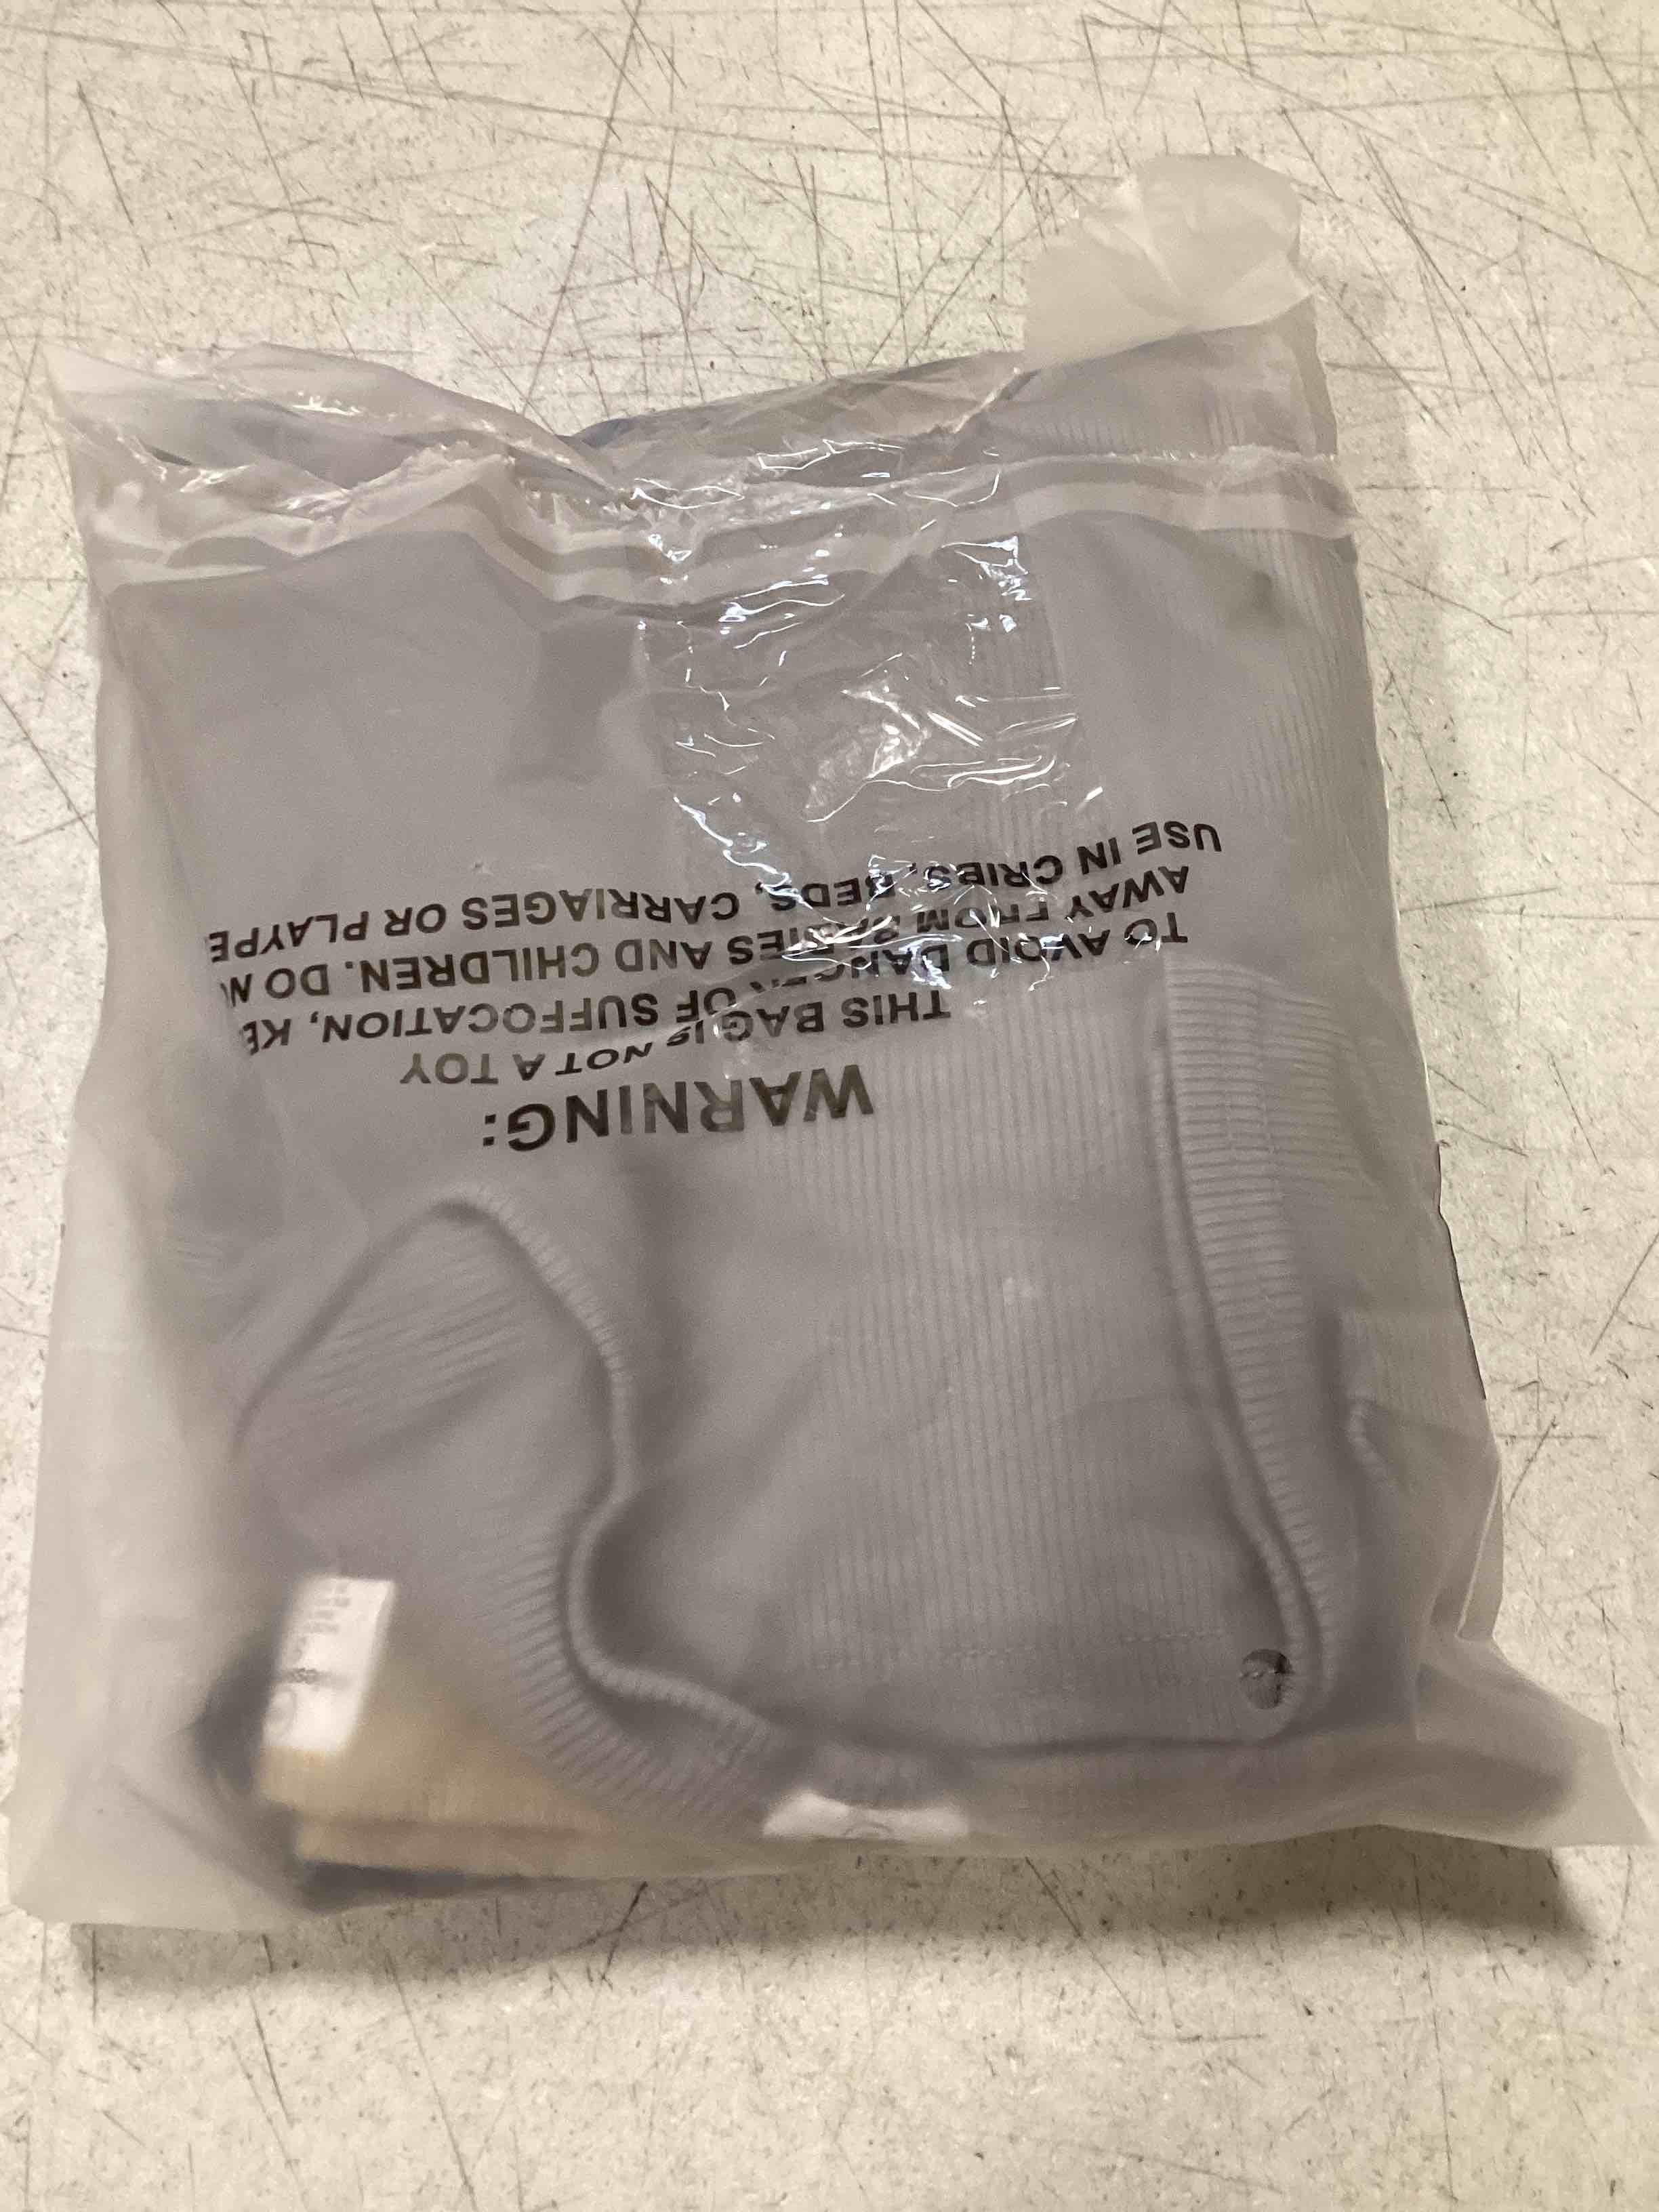 WARNING:
THIS BAG IS NOT A TOY
TO AVOID DANGER OF SUFFOCATION, KE
AWAY FROM BABIES AND CHILDREN. DO N
USE IN CRIBS, BEDS, CARRIAGES OR PLAYPE